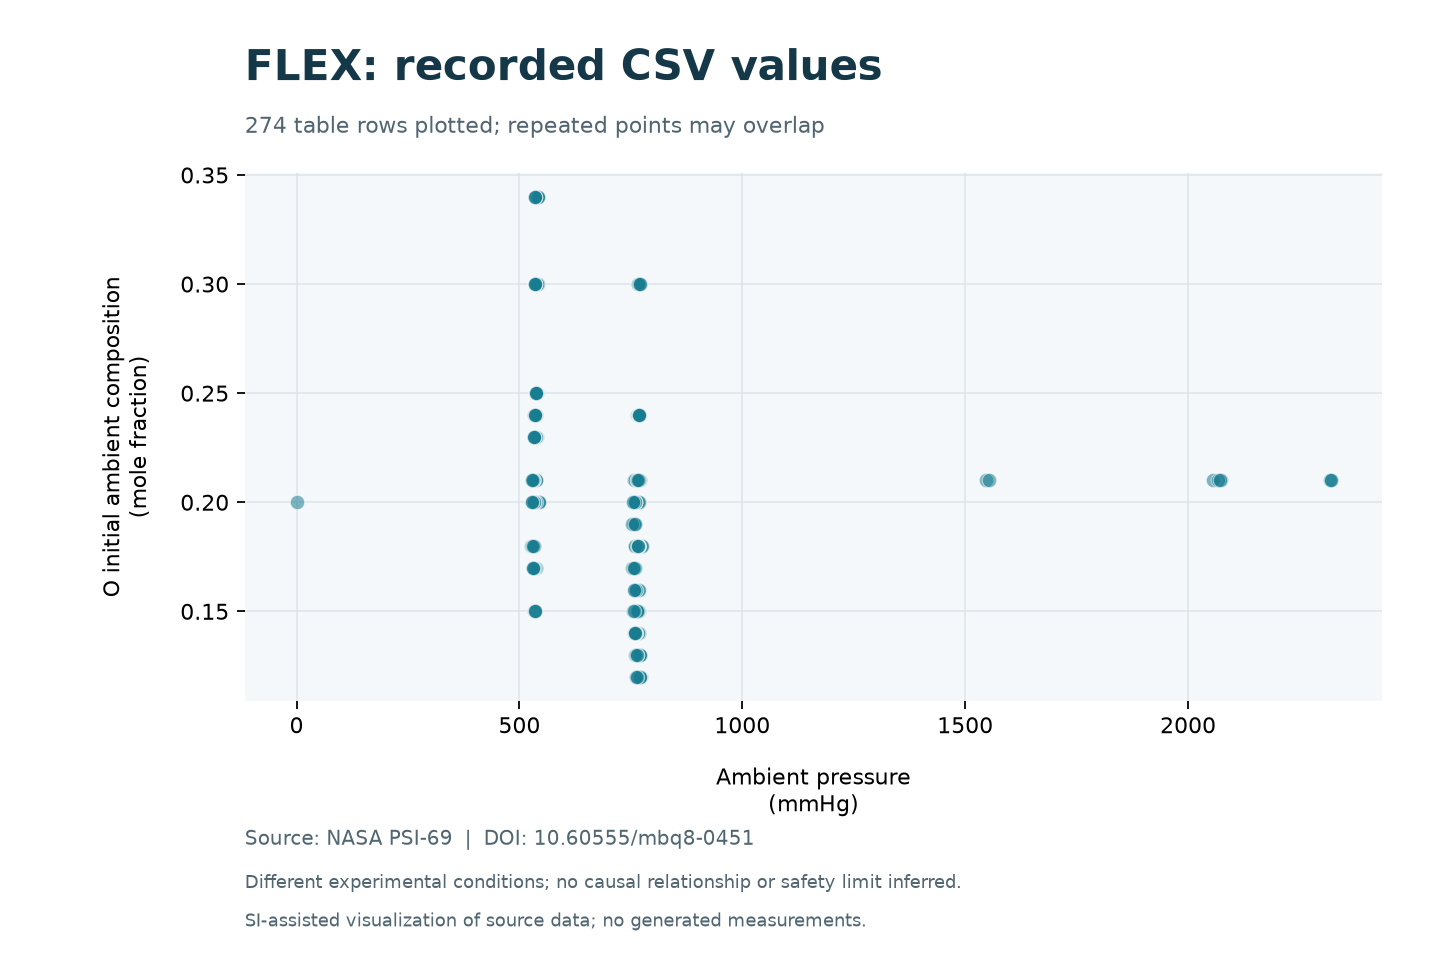 FLEX: recorded CSV values
274 table rows plotted; repeated points may overlap
0.35
0.30
0.25
0.20
0.15
O initial ambient composition
(mole fraction)
0
500
1000
1500
2000
Ambient pressure
(mmHg)
Source: NASA PSI-69 | DOI: 10.60555/mbq8-0451
Different experimental conditions; no causal relationship or safety limit inferred.
SI-assisted visualization of source data; no generated measurements.